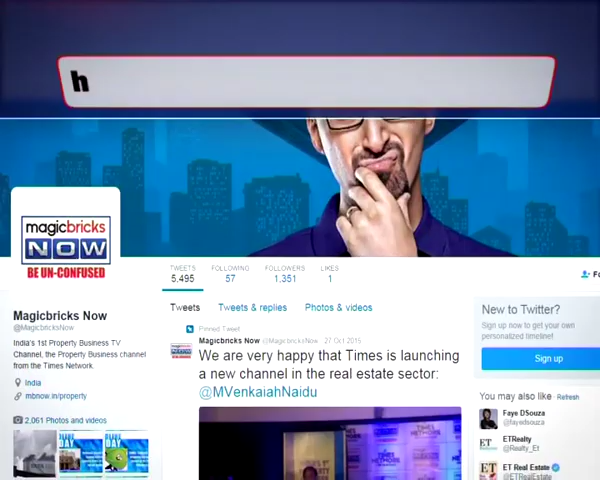 h
magicbricks
NOW
BE UN-CONFUSED
TWEETS FOLLOWING FOLLOWERS LIKES
5,495 57 1,351 1
Fo
Magicbricks Now
@MagicbricksNow
India's 1st Property Business TV
Channel, the Property Business channel
from the Times Network
India
mbnow.in/property
2,061 Photos and videos
Tweets Tweets & replies Photos & videos
Pinned Tweet
Magicbricks Now @MagicbricksNow · 27 Oct 2015
We are very happy that Times is launching
a new channel in the real estate sector:
@MVenkaiahNaidu
New to Twitter?
Sign up now to get your own
personalized timeline!
Sign up
You may also like · Refresh
Faye DSouza
@fayedsouza
ET
ETRealty
@Realty_Et
ET
ET Real Estate
@ETRealEstate